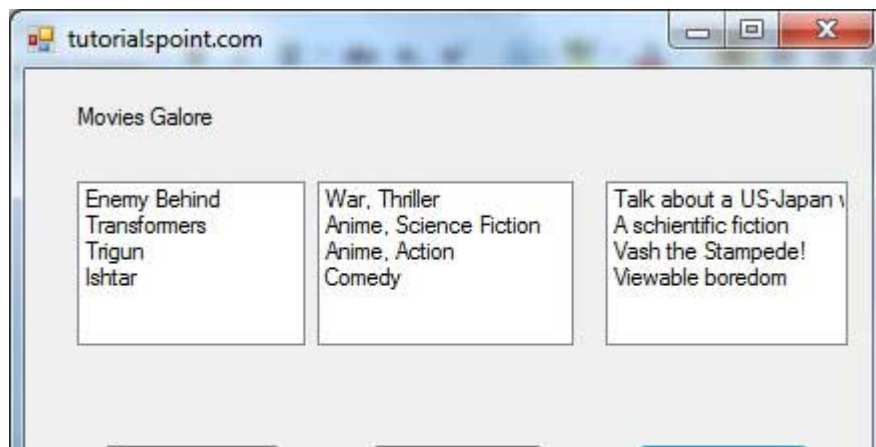 tutorialspoint.com
Movies Galore
Enemy Behind
Transformers
Trigun
Ishtar
War, Thriller
Anime, Science Fiction
Anime, Action
Comedy
Talk about a US-Japan
A schientific fiction
Vash the Stampede!
Viewable boredom